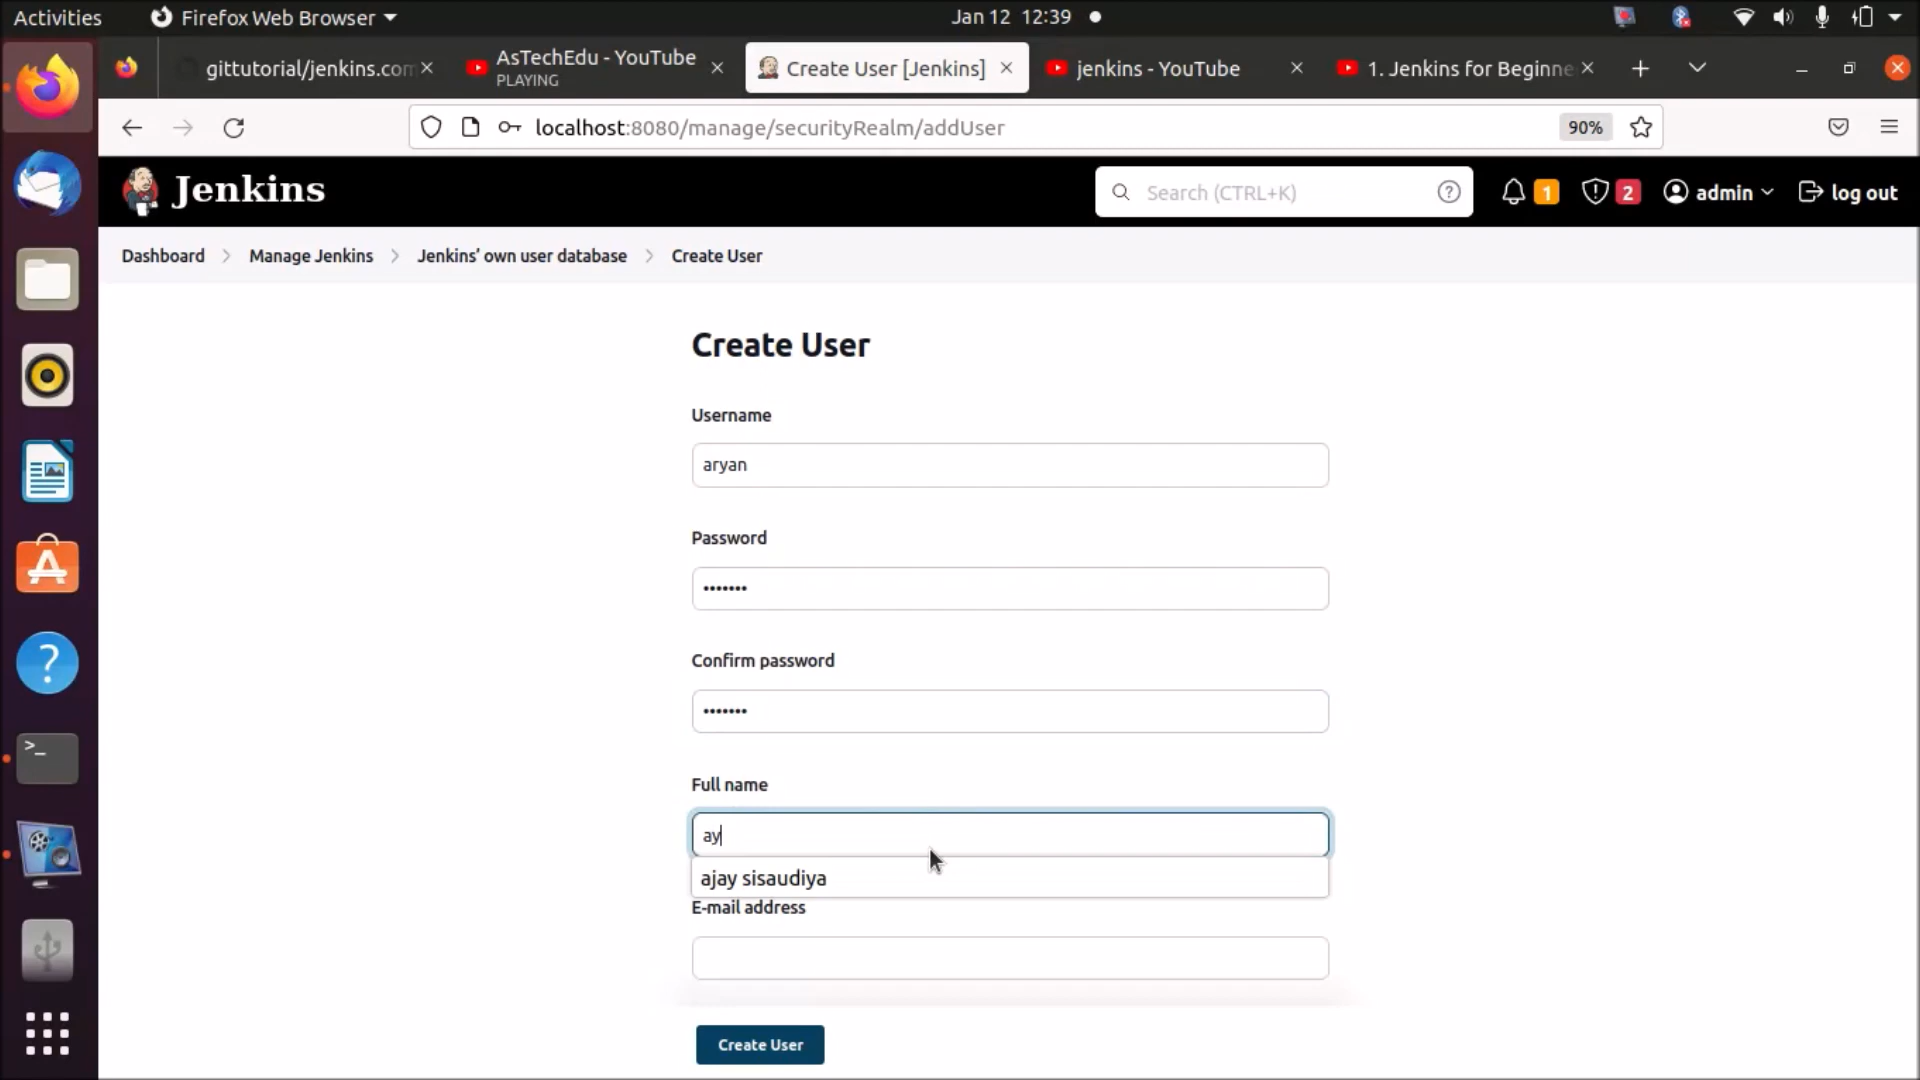 Activities
Firefox Web Browser
Jan 12 12:39
gittutorial/jenkins.com
AsTechEdu - YouTube
PLAYING
Create User [Jenkins]
jenkins - YouTube
1. Jenkins for Beginne
localhost:8080/manage/securityRealm/addUser
90%
Jenkins
Search (CTRL+K)
1
2
admin
log out
Dashboard
Manage Jenkins
Jenkins' own user database
Create User
Create User
Username
aryan
Password
•••••••
Confirm password
•••••••
Full name
ay
ajay sisaudiya
E-mail address
Create User